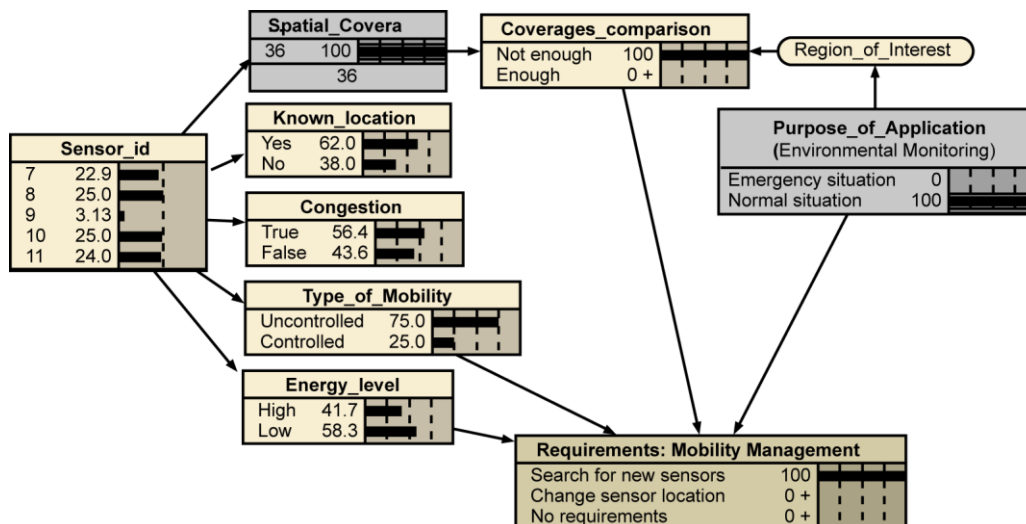 Spatial_Covera
36 100
36
Coverages_comparison
Not enough 100
Enough 0 +
Region_of_Interest
Known_location
Yes 62.0
No 38.0
Purpose_of_Application
(Environmental Monitoring)
Emergency situation 0
Normal situation 100
Sensor_id
7 22.9
8 25.0
9 3.13
10 25.0
11 24.0
Congestion
True 56.4
False 43.6
Type_of_Mobility
Uncontrolled 75.0
Controlled 25.0
Energy_level
High 41.7
Low 58.3
Requirements: Mobility Management
Search for new sensors 100
Change sensor location 0 +
No requirements 0 +